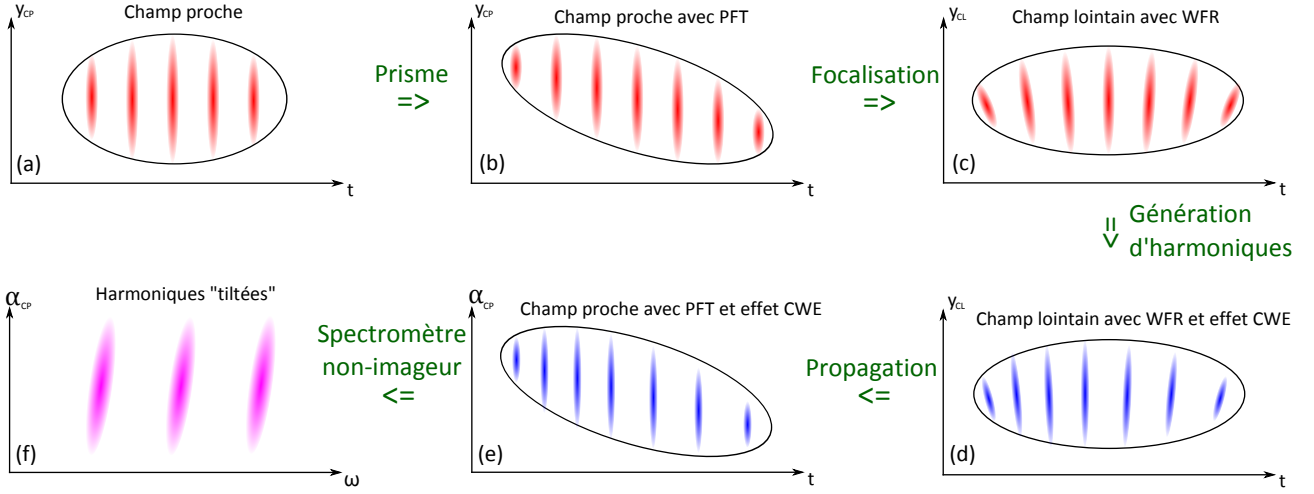 y_CP
Champ proche
(a)
t
Prisme
=>
y_CP
Champ proche avec PFT
(b)
t
Focalisation
=>
y_CL
Champ lointain avec WFR
(c)
t
=>
Génération
d'harmoniques
y_CL
Champ lointain avec WFR et effet CWE
(d)
t
Propagation
<=
α_CP
Champ proche avec PFT et effet CWE
(e)
t
Spectromètre
non-imageur
<=
α_CP
Harmoniques "tiltées"
(f)
ω